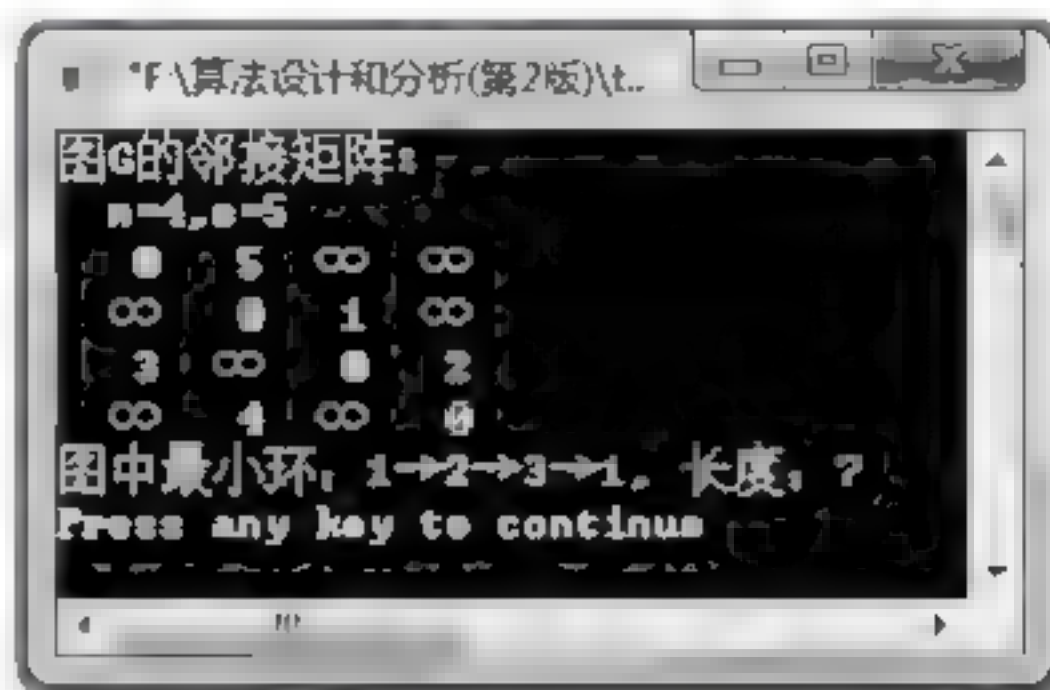 "F \算法设计和分析(第2版)\t...
图G的邻接矩阵:
n=4,e=5
0 5 ∞ ∞
∞ 0 1 ∞
3 ∞ 0 2
∞ 4 ∞ 0
图中最小环: 1→2→3→1, 长度: 7
Press any key to continue